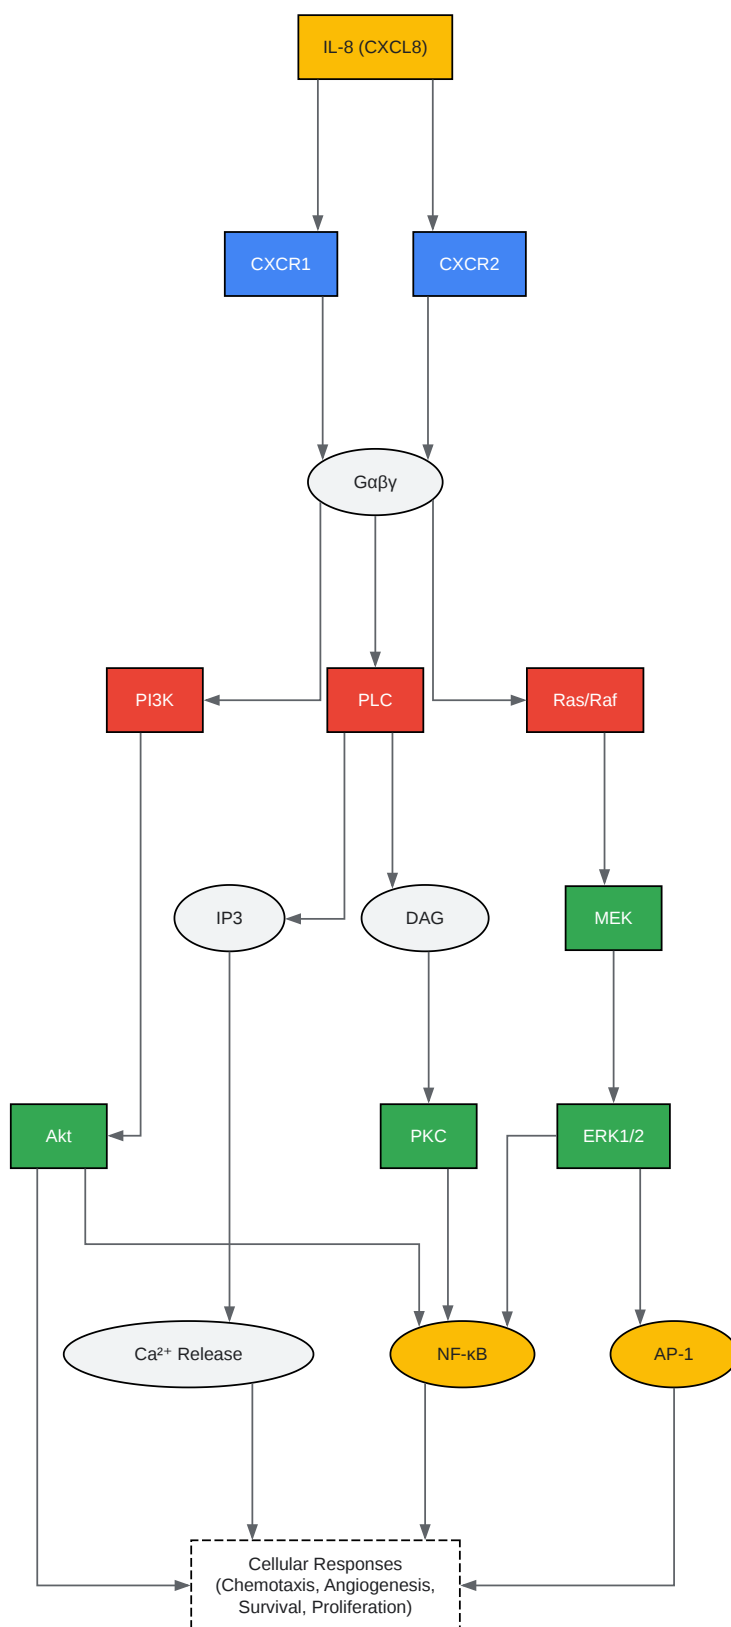 IL-8 (CXCL8)
CXCR1
CXCR2
Gαβγ
PI3K
PLC
Ras/Raf
IP3
DAG
MEK
Akt
PKC
ERK1/2
Ca²⁺ Release
NF-κB
AP-1
Cellular Responses
(Chemotaxis, Angiogenesis,
Survival, Proliferation)